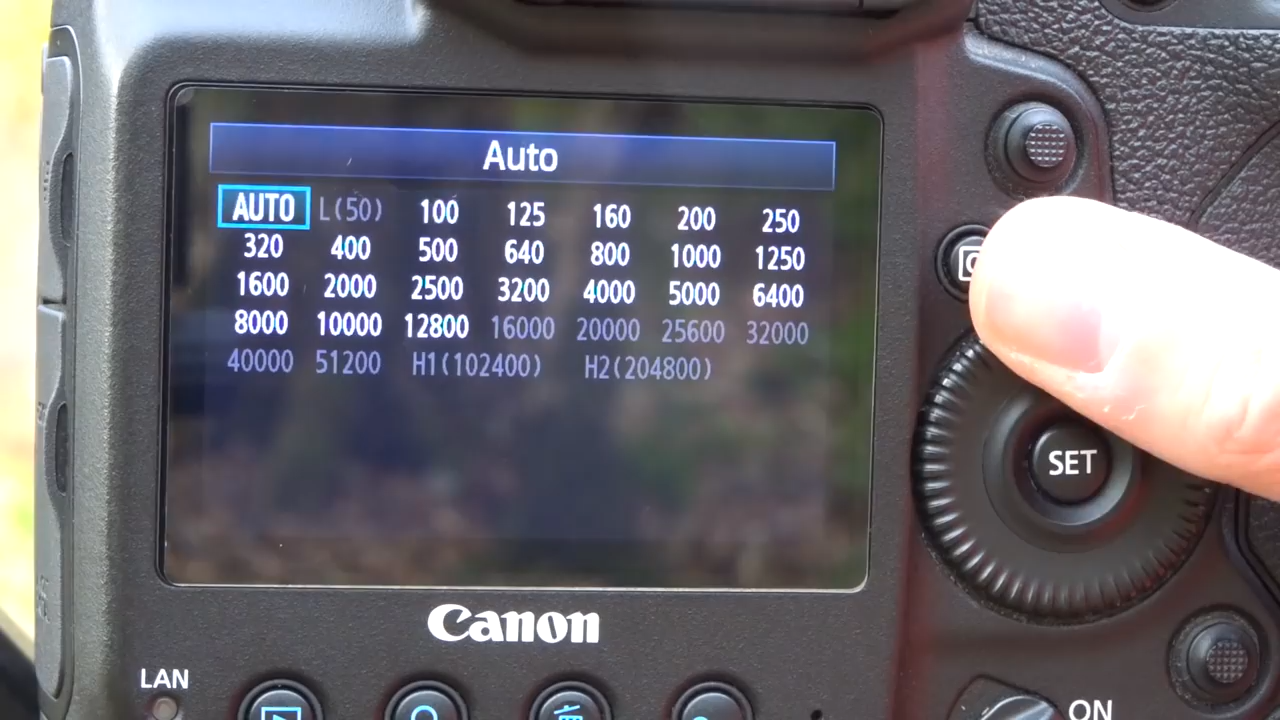 Auto
AUTO L(50) 100 125 160 200 250
320 400 500 640 800 1000 1250
1600 2000 2500 3200 4000 5000 6400
8000 10000 12800 16000 20000 25600 32000
40000 51200 H1(102400) H2(204800)
SET
Canon
LAN
ON